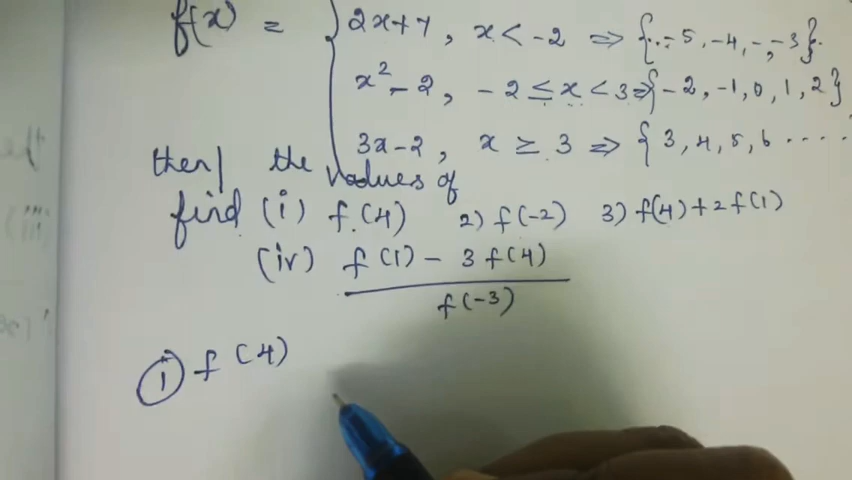 f(x) = { 2x+7, x < -2 => {...-5, -4, -, -3}.
x² - 2, -2 ≤ x < 3 => {-2, -1, 0, 1, 2}
3x-2, x ≥ 3 => { 3, 4, 5, 6 .....
then the values of
find (i) f(4) 2) f(-2) 3) f(4)+2f(1)
(iv) f(1) - 3f(4)
f(-3)
① f(4)